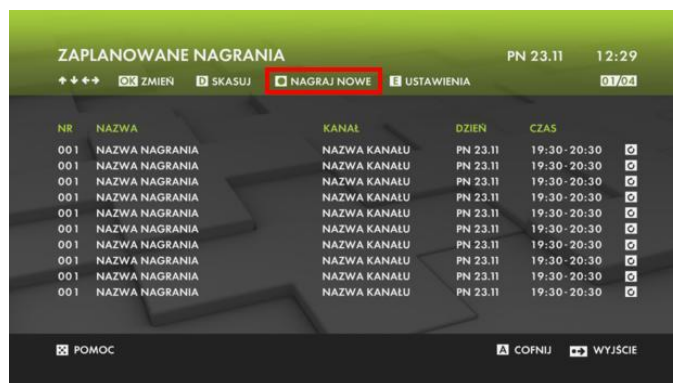 ZAPLANOWANE NAGRANIA PN 23.11 12:29
OK ZMIEŃ D SKASUJ NAGRAJ NOWE E USTAWIENIA 01/04
NR NAZWA KANAŁ DZIEŃ CZAS
001 NAZWA NAGRANIA NAZWA KANAŁU PN 23.11 19:30-20:30
001 NAZWA NAGRANIA NAZWA KANAŁU PN 23.11 19:30-20:30
001 NAZWA NAGRANIA NAZWA KANAŁU PN 23.11 19:30-20:30
001 NAZWA NAGRANIA NAZWA KANAŁU PN 23.11 19:30-20:30
001 NAZWA NAGRANIA NAZWA KANAŁU PN 23.11 19:30-20:30
001 NAZWA NAGRANIA NAZWA KANAŁU PN 23.11 19:30-20:30
001 NAZWA NAGRANIA NAZWA KANAŁU PN 23.11 19:30-20:30
001 NAZWA NAGRANIA NAZWA KANAŁU PN 23.11 19:30-20:30
001 NAZWA NAGRANIA NAZWA KANAŁU PN 23.11 19:30-20:30
001 NAZWA NAGRANIA NAZWA KANAŁU PN 23.11 19:30-20:30
POMOC A COFNIJ WYJŚCIE